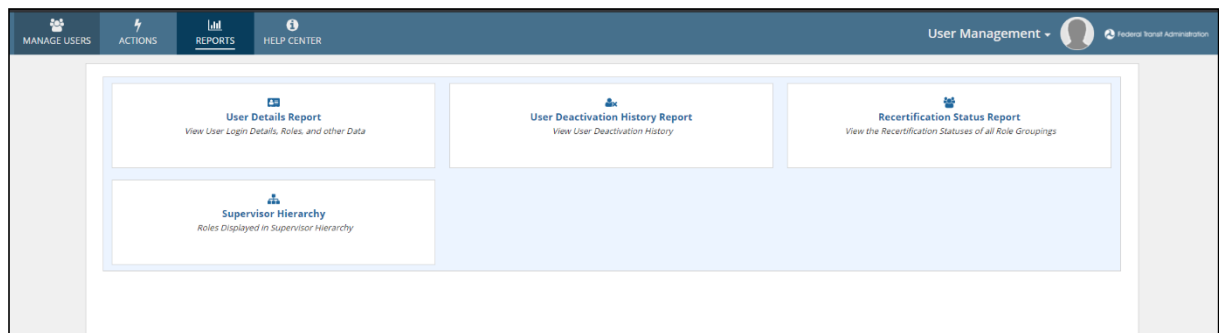 MANAGE USERS
ACTIONS
REPORTS
HELP CENTER
User Management
Federal Transit Administration
User Details Report
View User Login Details, Roles, and other Data
User Deactivation History Report
View User Deactivation History
Recertification Status Report
View the Recertification Statuses of all Role Groupings
Supervisor Hierarchy
Roles Displayed in Supervisor Hierarchy